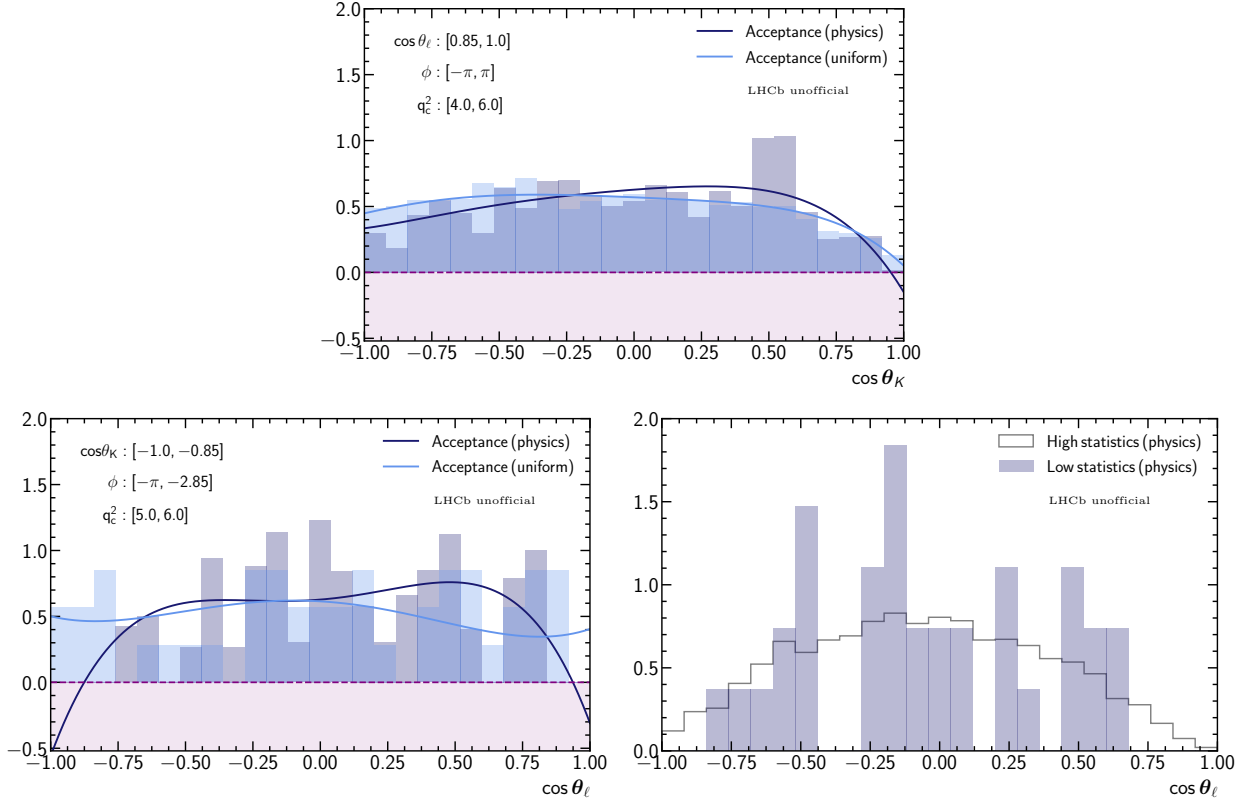 2.0
1.5
1.0
0.5
0.0
−0.5
cos θℓ : [0.85, 1.0]
ϕ : [−π, π]
q²c : [4.0, 6.0]
Acceptance (physics)
Acceptance (uniform)
LHCb unofficial
−1.00 −0.75 −0.50 −0.25 0.00 0.25 0.50 0.75 1.00
cos θK
2.0
1.5
1.0
0.5
0.0
−0.5
cosθK : [−1.0, −0.85]
ϕ : [−π, −2.85]
q²c : [5.0, 6.0]
Acceptance (physics)
Acceptance (uniform)
LHCb unofficial
−1.00 −0.75 −0.50 −0.25 0.00 0.25 0.50 0.75 1.00
cos θℓ
2.0
1.5
1.0
0.5
0.0
High statistics (physics)
Low statistics (physics)
LHCb unofficial
−1.00 −0.75 −0.50 −0.25 0.00 0.25 0.50 0.75 1.00
cos θℓ